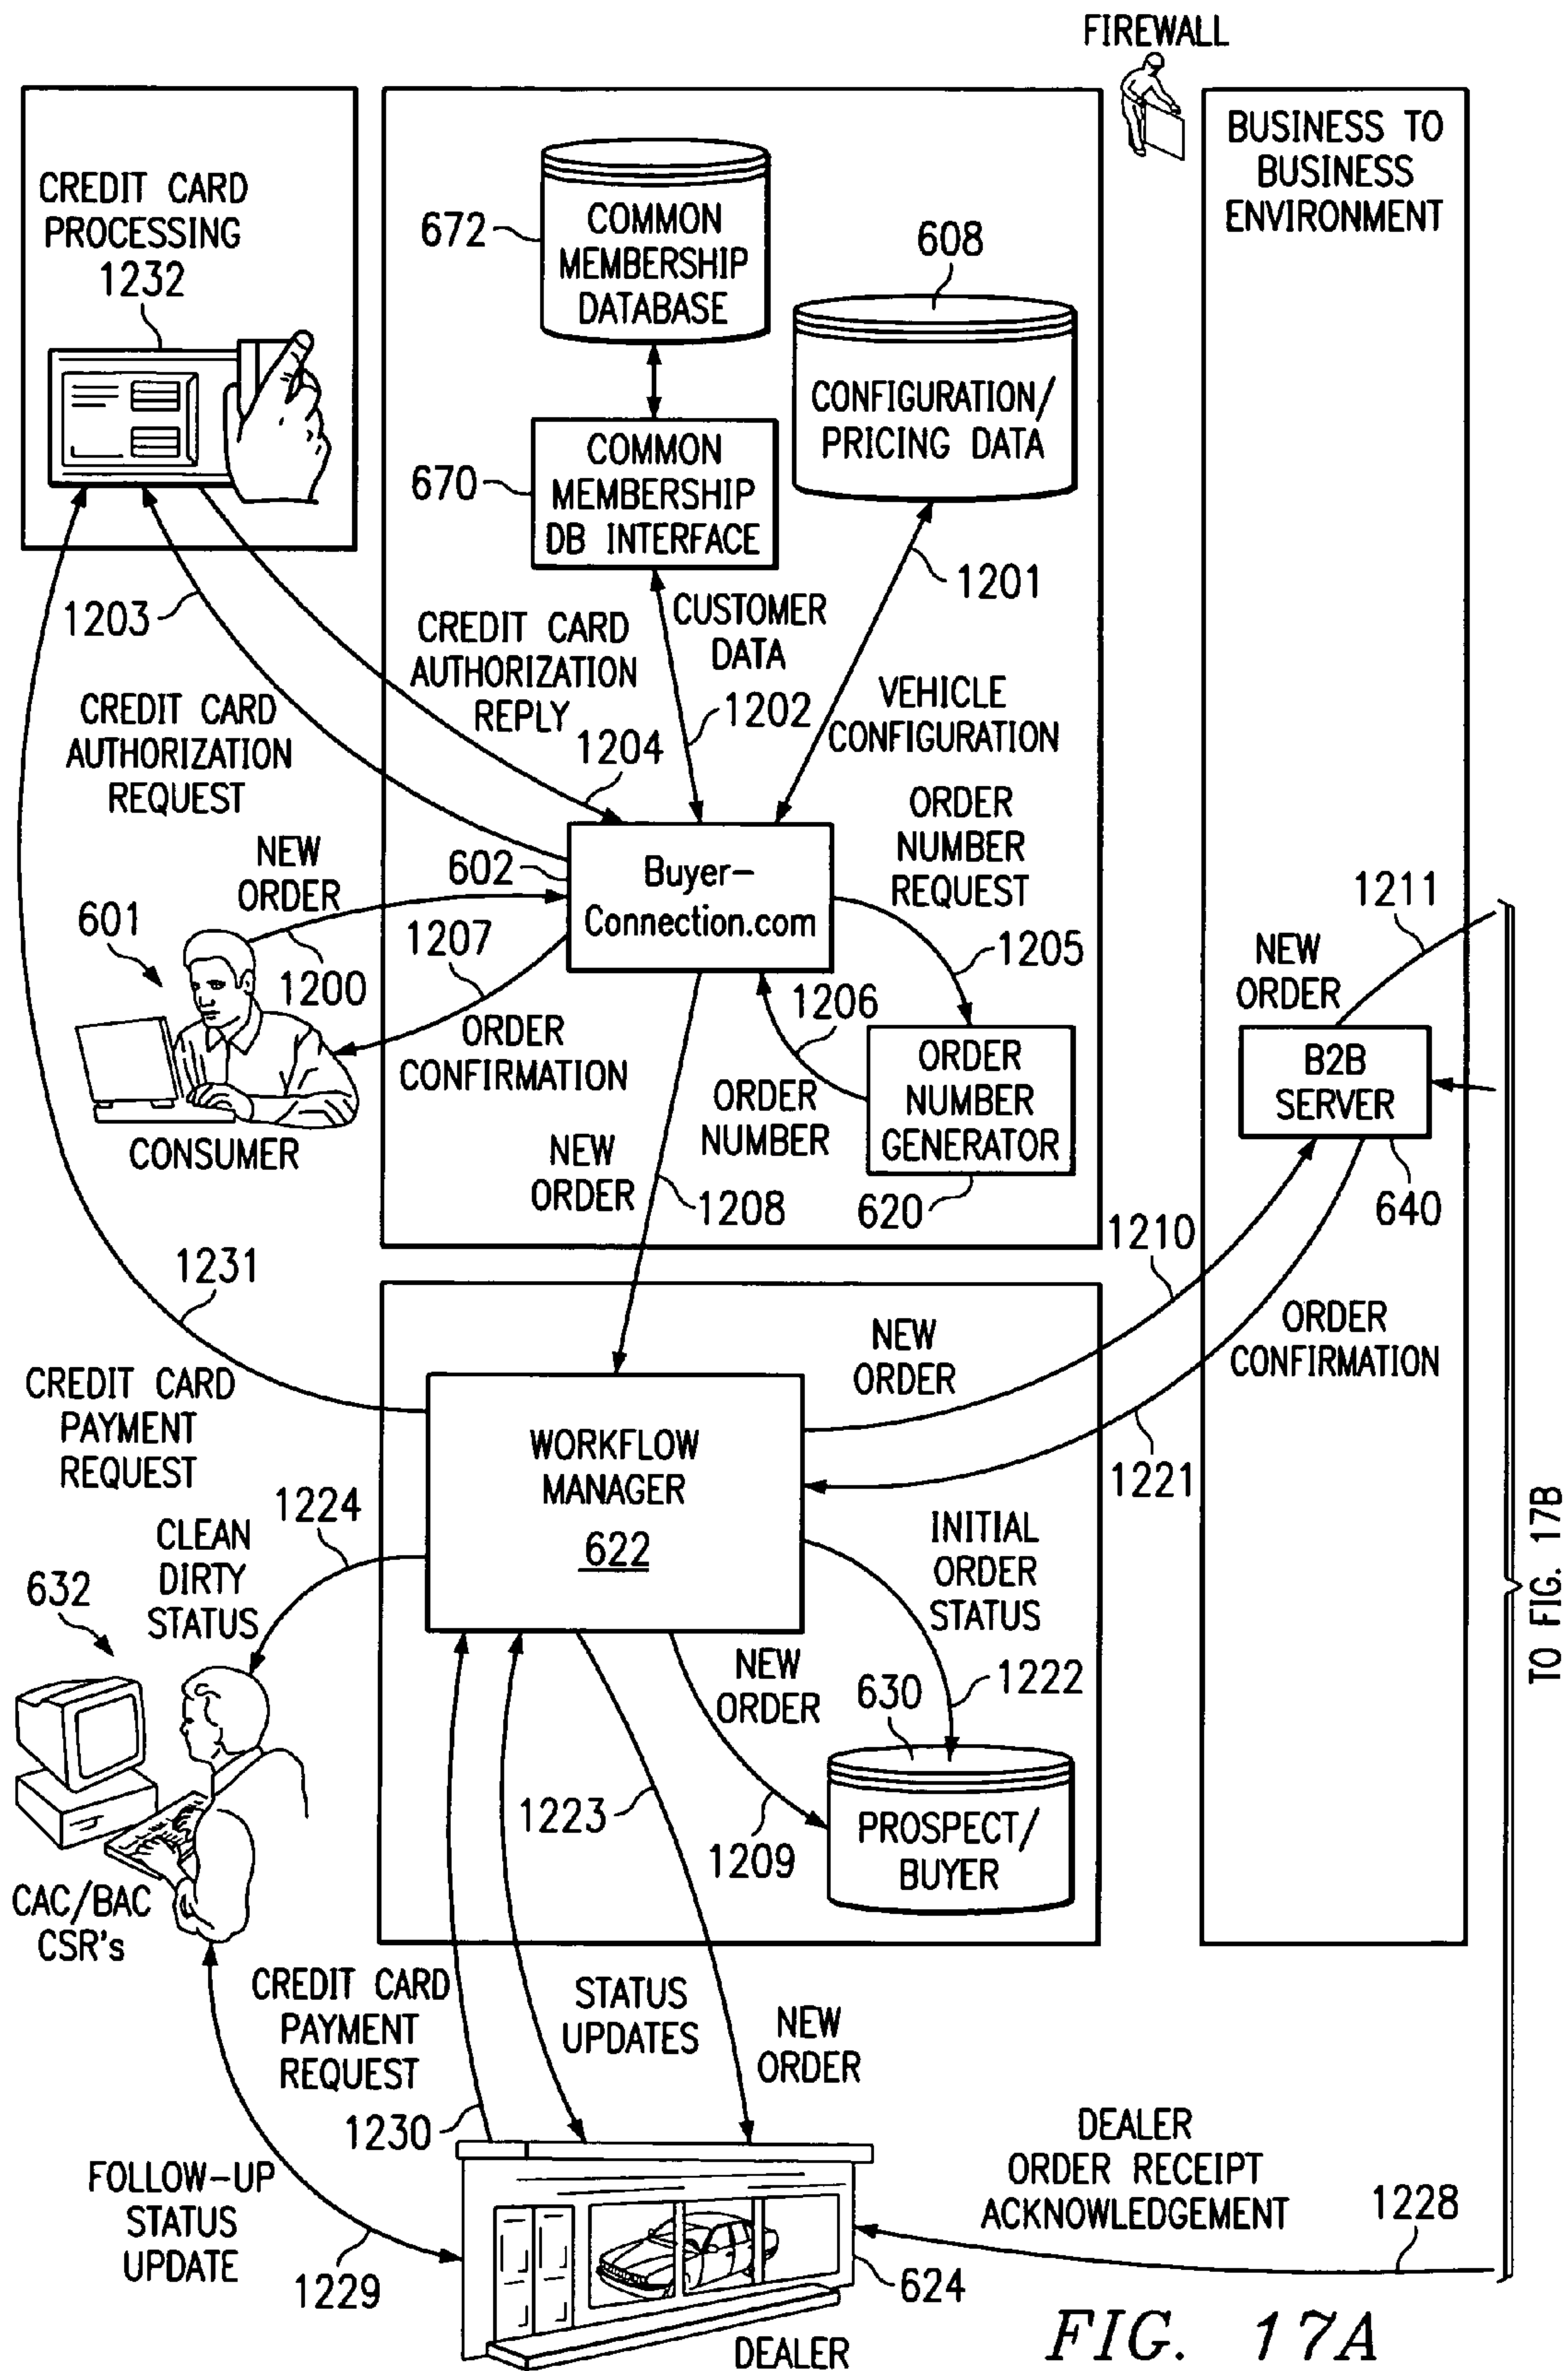 FIREWALL
CREDIT CARD
PROCESSING
1232
672
COMMON
MEMBERSHIP
DATABASE
608
BUSINESS TO
BUSINESS
ENVIRONMENT
CONFIGURATION/
PRICING DATA
670
COMMON
MEMBERSHIP
DB INTERFACE
1201
1203
CUSTOMER
DATA
CREDIT CARD
AUTHORIZATION
REPLY
1202
1204
VEHICLE
CONFIGURATION
CREDIT CARD
AUTHORIZATION
REQUEST
ORDER
NUMBER
REQUEST
NEW
ORDER
602
Buyer-
Connection.com
601
1200
1207
1205
1206
1211
NEW
ORDER
ORDER
CONFIRMATION
ORDER
NUMBER
ORDER
NUMBER
GENERATOR
620
B2B
SERVER
640
CONSUMER
NEW
ORDER
1208
1210
1231
NEW
ORDER
ORDER
CONFIRMATION
CREDIT CARD
PAYMENT
REQUEST
WORKFLOW
MANAGER
622
1221
1224
CLEAN
DIRTY
STATUS
632
INITIAL
ORDER
STATUS
TO FIG. 17B
NEW
ORDER
630
1222
1223
1209
PROSPECT/
BUYER
CAC/BAC
CSR's
CREDIT CARD
PAYMENT
REQUEST
1230
STATUS
UPDATES
NEW
ORDER
DEALER
ORDER RECEIPT
ACKNOWLEDGEMENT
1228
FOLLOW-UP
STATUS
UPDATE
1229
624
DEALER
FIG. 17A